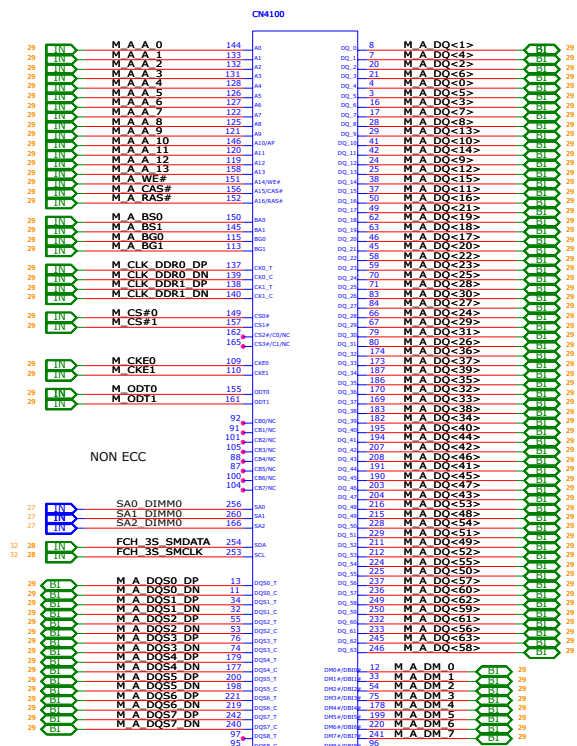 CN4100
29 IN M_A_A_0 144 A0
29 IN M_A_A_1 133 A1
29 IN M_A_A_2 132 A2
29 IN M_A_A_3 131 A3
29 IN M_A_A_4 128 A4
29 IN M_A_A_5 126 A5
29 IN M_A_A_6 127 A6
29 IN M_A_A_7 122 A7
29 IN M_A_A_8 125 A8
29 IN M_A_A_9 121 A9
29 IN M_A_A_10 146 A10/AP
29 IN M_A_A_11 120 A11
29 IN M_A_A_12 119 A12
29 IN M_A_A_13 158 A13
29 IN M_A_WE# 151 A14/WE#
29 IN M_A_CAS# 156 A15/CAS#
29 IN M_A_RAS# 152 A16/RAS#
29 IN M_A_BS0 150 BA0
29 IN M_A_BS1 145 BA1
29 IN M_A_BG0 115 BG0
29 IN M_A_BG1 113 BG1
29 IN M_CLK_DDR0_DP 137 CK0_T
29 IN M_CLK_DDR0_DN 139 CK0_C
29 IN M_CLK_DDR1_DP 138 CK1_T
29 IN M_CLK_DDR1_DN 140 CK1_C
29 IN M_CS#0 149 CS0#
29 IN M_CS#1 157 CS1#
162 CS2#/C0/NC
165 CS3#/C1/NC
29 IN M_CKE0 109 CKE0
29 IN M_CKE1 110 CKE1
29 IN M_ODT0 155 ODT0
29 IN M_ODT1 161 ODT1
92 CB0/NC
91 CB1/NC
101 CB2/NC
105 CB3/NC
88 CB4/NC
87 CB5/NC
100 CB6/NC
104 CB7/NC
NON ECC
27 IN SA0_DIMM0 256 SA0
27 IN SA1_DIMM0 260 SA1
27 IN SA2_DIMM0 166 SA2
32 28 IN FCH_3S_SMDATA 254 SDA
32 28 IN FCH_3S_SMCLK 253 SCL
29 BI M_A_DQS0_DP 13 DQS0_T
29 BI M_A_DQS0_DN 11 DQS0_C
29 BI M_A_DQS1_DP 34 DQS1_T
29 BI M_A_DQS1_DN 32 DQS1_C
29 BI M_A_DQS2_DP 55 DQS2_T
29 BI M_A_DQS2_DN 53 DQS2_C
29 BI M_A_DQS3_DP 76 DQS3_T
29 BI M_A_DQS3_DN 74 DQS3_C
29 BI M_A_DQS4_DP 179 DQS4_T
29 BI M_A_DQS4_DN 177 DQS4_C
29 BI M_A_DQS5_DP 200 DQS5_T
29 BI M_A_DQS5_DN 198 DQS5_C
29 BI M_A_DQS6_DP 221 DQS6_T
29 BI M_A_DQS6_DN 219 DQS6_C
29 BI M_A_DQS7_DP 242 DQS7_T
29 BI M_A_DQS7_DN 240 DQS7_C
97 DQS8_T
95 DQS8_C
DQ_0 8 M_A_DQ<1> BI 29
DQ_1 7 M_A_DQ<4> BI 29
DQ_2 20 M_A_DQ<2> BI 29
DQ_3 21 M_A_DQ<6> BI 29
DQ_4 4 M_A_DQ<0> BI 29
DQ_5 3 M_A_DQ<5> BI 29
DQ_6 16 M_A_DQ<3> BI 29
DQ_7 17 M_A_DQ<7> BI 29
DQ_8 28 M_A_DQ<8> BI 29
DQ_9 29 M_A_DQ<13> BI 29
DQ_10 41 M_A_DQ<10> BI 29
DQ_11 42 M_A_DQ<14> BI 29
DQ_12 24 M_A_DQ<9> BI 29
DQ_13 25 M_A_DQ<12> BI 29
DQ_14 38 M_A_DQ<15> BI 29
DQ_15 37 M_A_DQ<11> BI 29
DQ_16 50 M_A_DQ<16> BI 29
DQ_17 49 M_A_DQ<21> BI 29
DQ_18 62 M_A_DQ<19> BI 29
DQ_19 63 M_A_DQ<18> BI 29
DQ_20 46 M_A_DQ<17> BI 29
DQ_21 45 M_A_DQ<20> BI 29
DQ_22 58 M_A_DQ<22> BI 29
DQ_23 59 M_A_DQ<23> BI 29
DQ_24 70 M_A_DQ<25> BI 29
DQ_25 71 M_A_DQ<28> BI 29
DQ_26 83 M_A_DQ<30> BI 29
DQ_27 84 M_A_DQ<27> BI 29
DQ_28 66 M_A_DQ<24> BI 29
DQ_29 67 M_A_DQ<29> BI 29
DQ_30 79 M_A_DQ<31> BI 29
DQ_31 80 M_A_DQ<26> BI 29
DQ_32 174 M_A_DQ<36> BI 29
DQ_33 173 M_A_DQ<37> BI 29
DQ_34 187 M_A_DQ<39> BI 29
DQ_35 186 M_A_DQ<35> BI 29
DQ_36 170 M_A_DQ<32> BI 29
DQ_37 169 M_A_DQ<33> BI 29
DQ_38 183 M_A_DQ<38> BI 29
DQ_39 182 M_A_DQ<34> BI 29
DQ_40 195 M_A_DQ<40> BI 29
DQ_41 194 M_A_DQ<44> BI 29
DQ_42 207 M_A_DQ<42> BI 29
DQ_43 208 M_A_DQ<46> BI 29
DQ_44 191 M_A_DQ<41> BI 29
DQ_45 190 M_A_DQ<45> BI 29
DQ_46 203 M_A_DQ<47> BI 29
DQ_47 204 M_A_DQ<43> BI 29
DQ_48 216 M_A_DQ<53> BI 29
DQ_49 215 M_A_DQ<48> BI 29
DQ_50 228 M_A_DQ<54> BI 29
DQ_51 229 M_A_DQ<51> BI 29
DQ_52 211 M_A_DQ<49> BI 29
DQ_53 212 M_A_DQ<52> BI 29
DQ_54 224 M_A_DQ<55> BI 29
DQ_55 225 M_A_DQ<50> BI 29
DQ_56 237 M_A_DQ<57> BI 29
DQ_57 236 M_A_DQ<60> BI 29
DQ_58 249 M_A_DQ<62> BI 29
DQ_59 250 M_A_DQ<59> BI 29
DQ_60 232 M_A_DQ<61> BI 29
DQ_61 233 M_A_DQ<56> BI 29
DQ_62 245 M_A_DQ<63> BI 29
DQ_63 246 M_A_DQ<58> BI 29
DM0#/DBI0# 12 M_A_DM_0 BI 29
DM1#/DBI1# 33 M_A_DM_1 BI 29
DM2#/DBI2# 54 M_A_DM_2 BI 29
DM3#/DBI3# 75 M_A_DM_3 BI 29
DM4#/DBI4# 178 M_A_DM_4 BI 29
DM5#/DBI5# 199 M_A_DM_5 BI 29
DM6#/DBI6# 220 M_A_DM_6 BI 29
DM7#/DBI7# 241 M_A_DM_7 BI 29
96